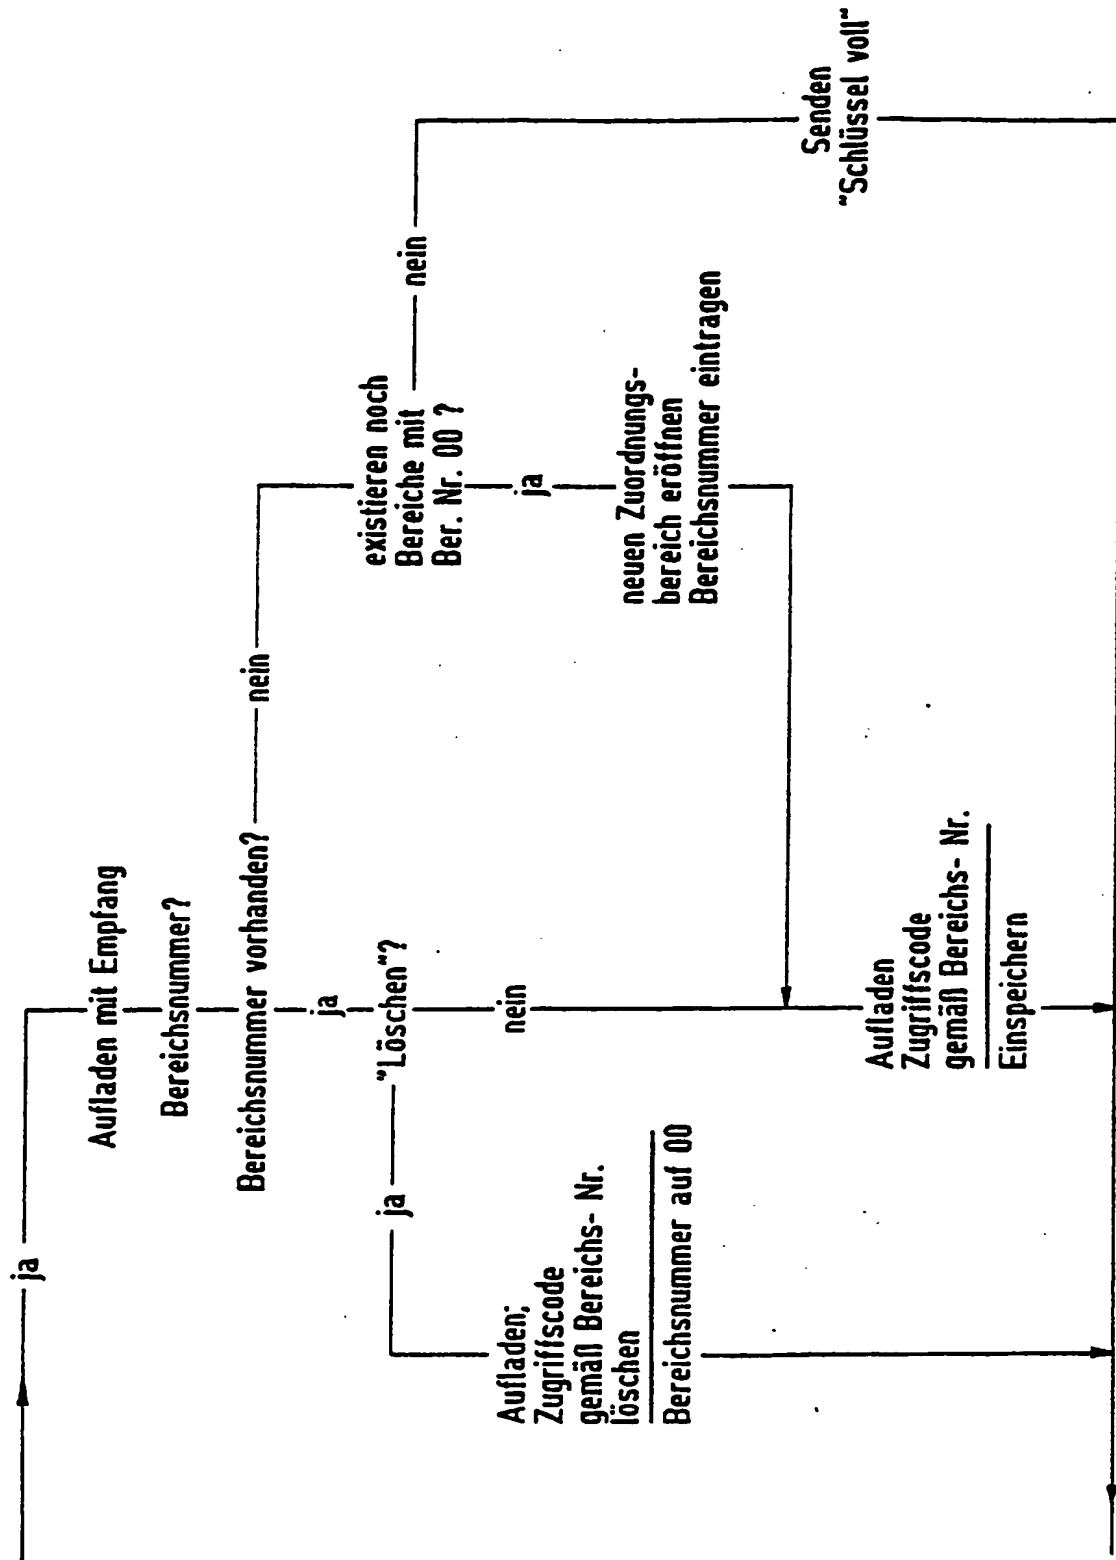 ja
Aufladen mit Empfang
Bereichsnummer?
Bereichsnummer vorhanden?
nein
ja
"Löschen"?
ja
nein
existieren noch
Bereiche mit
Ber. Nr. 00 ?
nein
ja
neuen Zuordnungs-
bereich eröffnen
Bereichsnummer eintragen
Aufladen;
Zugriffscode
gemäß Bereichs- Nr.
löschen
Bereichsnummer auf 00
Aufladen
Zugriffscode
gemäß Bereichs- Nr.
Einspeichern
Senden
"Schlüssel voll"